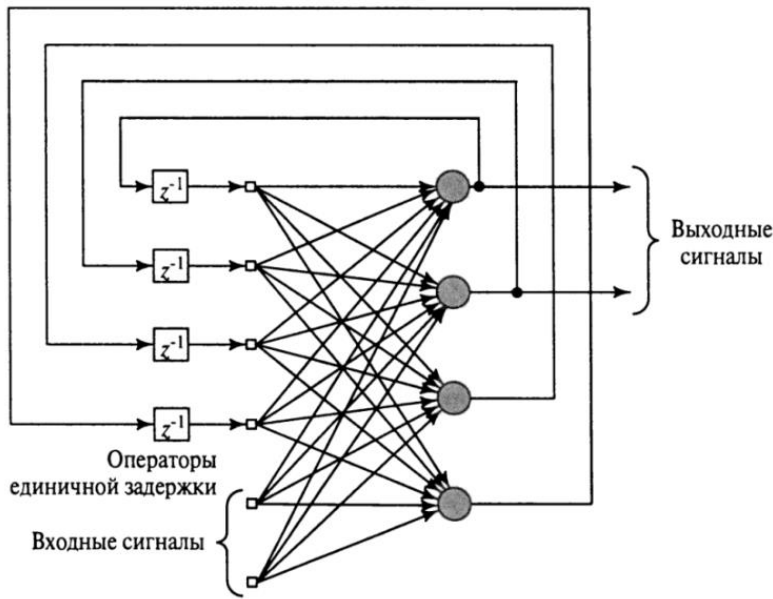 z⁻¹
z⁻¹
z⁻¹
z⁻¹
Выходные
сигналы
Операторы
единичной задержки
Входные сигналы